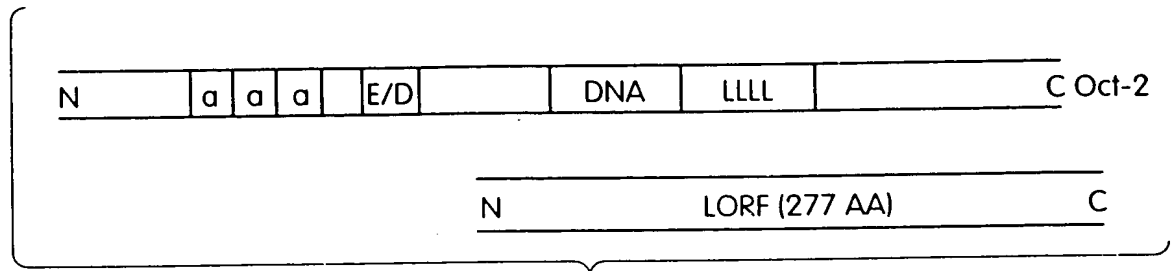 N a a a E/D DNA LLLL C Oct-2
N LORF (277 AA) C